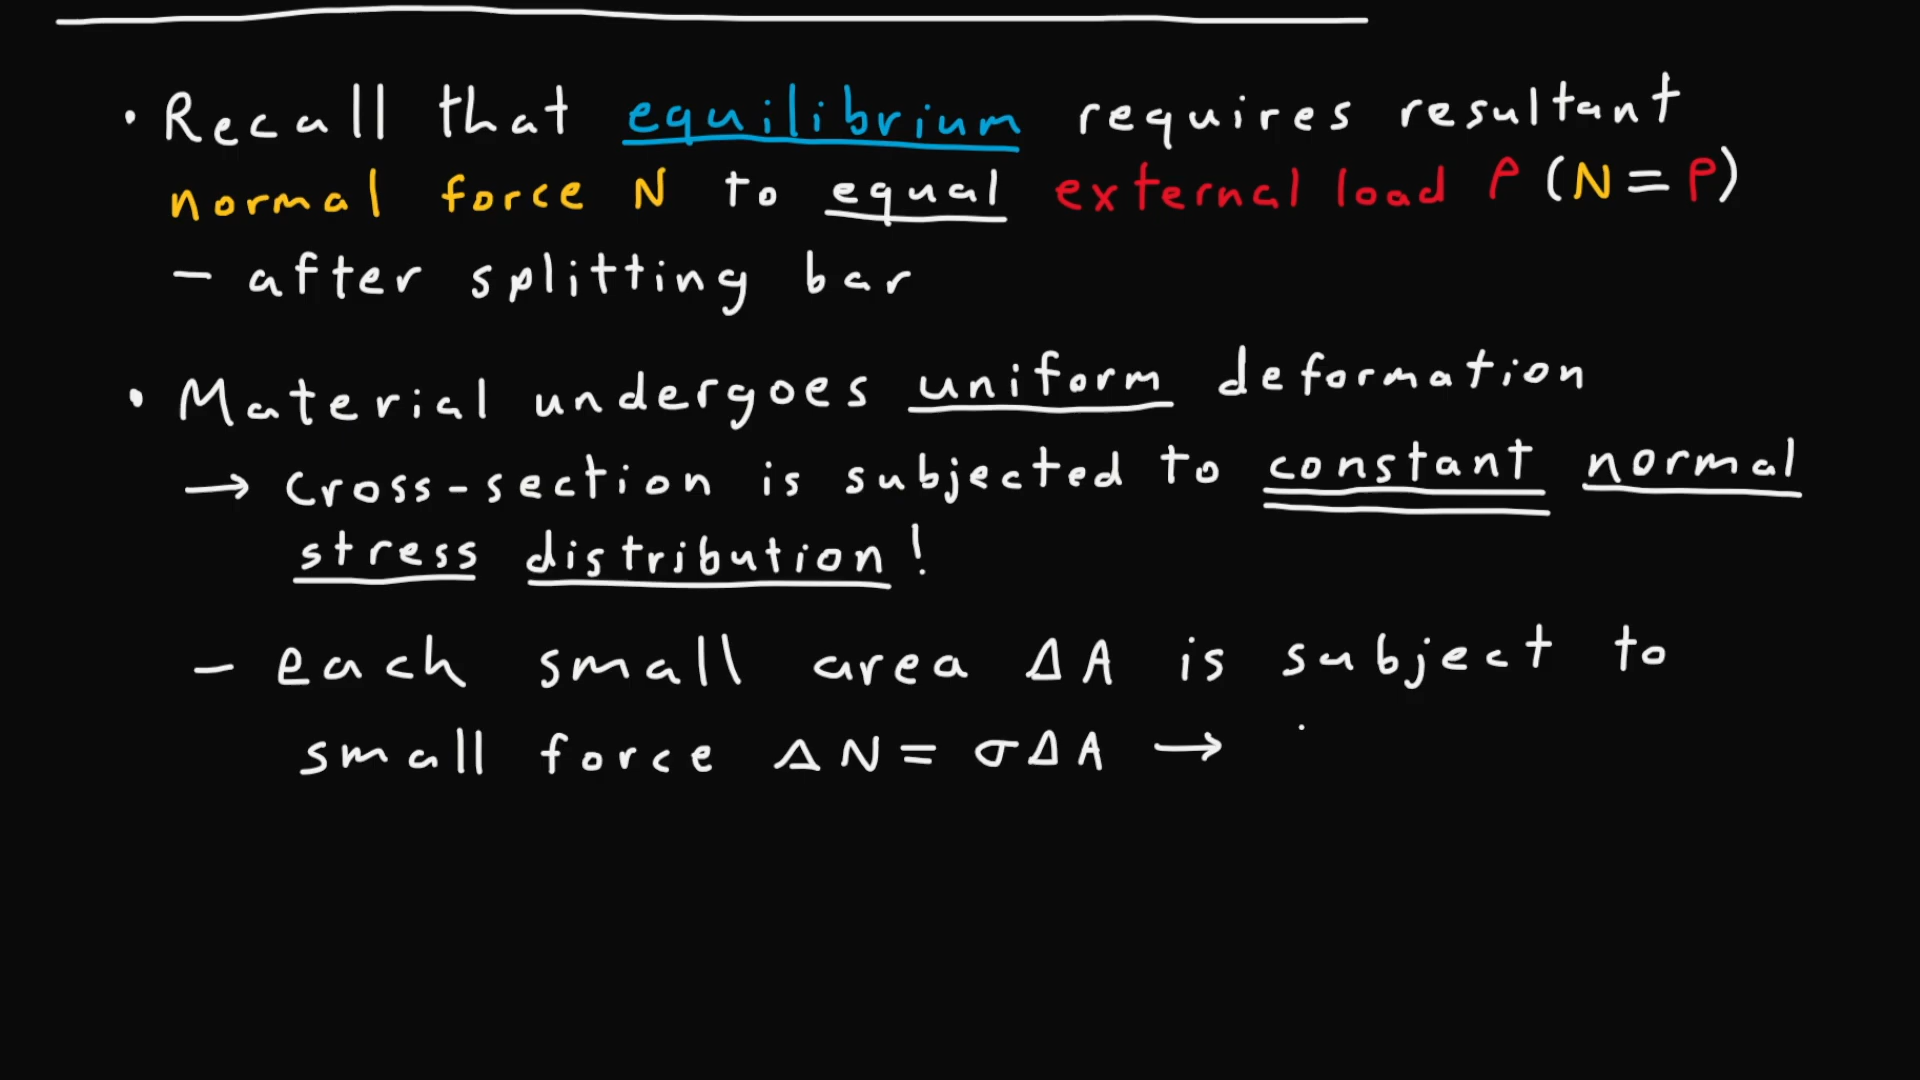 • Recall that equilibrium requires resultant
normal force N to equal external load P (N = P)
- after splitting bar
• Material undergoes uniform deformation
→ cross-section is subjected to constant normal
stress distribution!
- each small area ΔA is subject to
small force ΔN = σΔA →